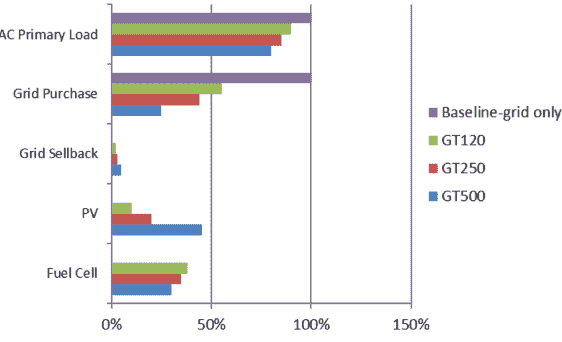 AC Primary Load
Grid Purchase
Grid Sellback
PV
Fuel Cell
0%
50%
100%
150%
Baseline-grid only
GT120
GT250
GT500